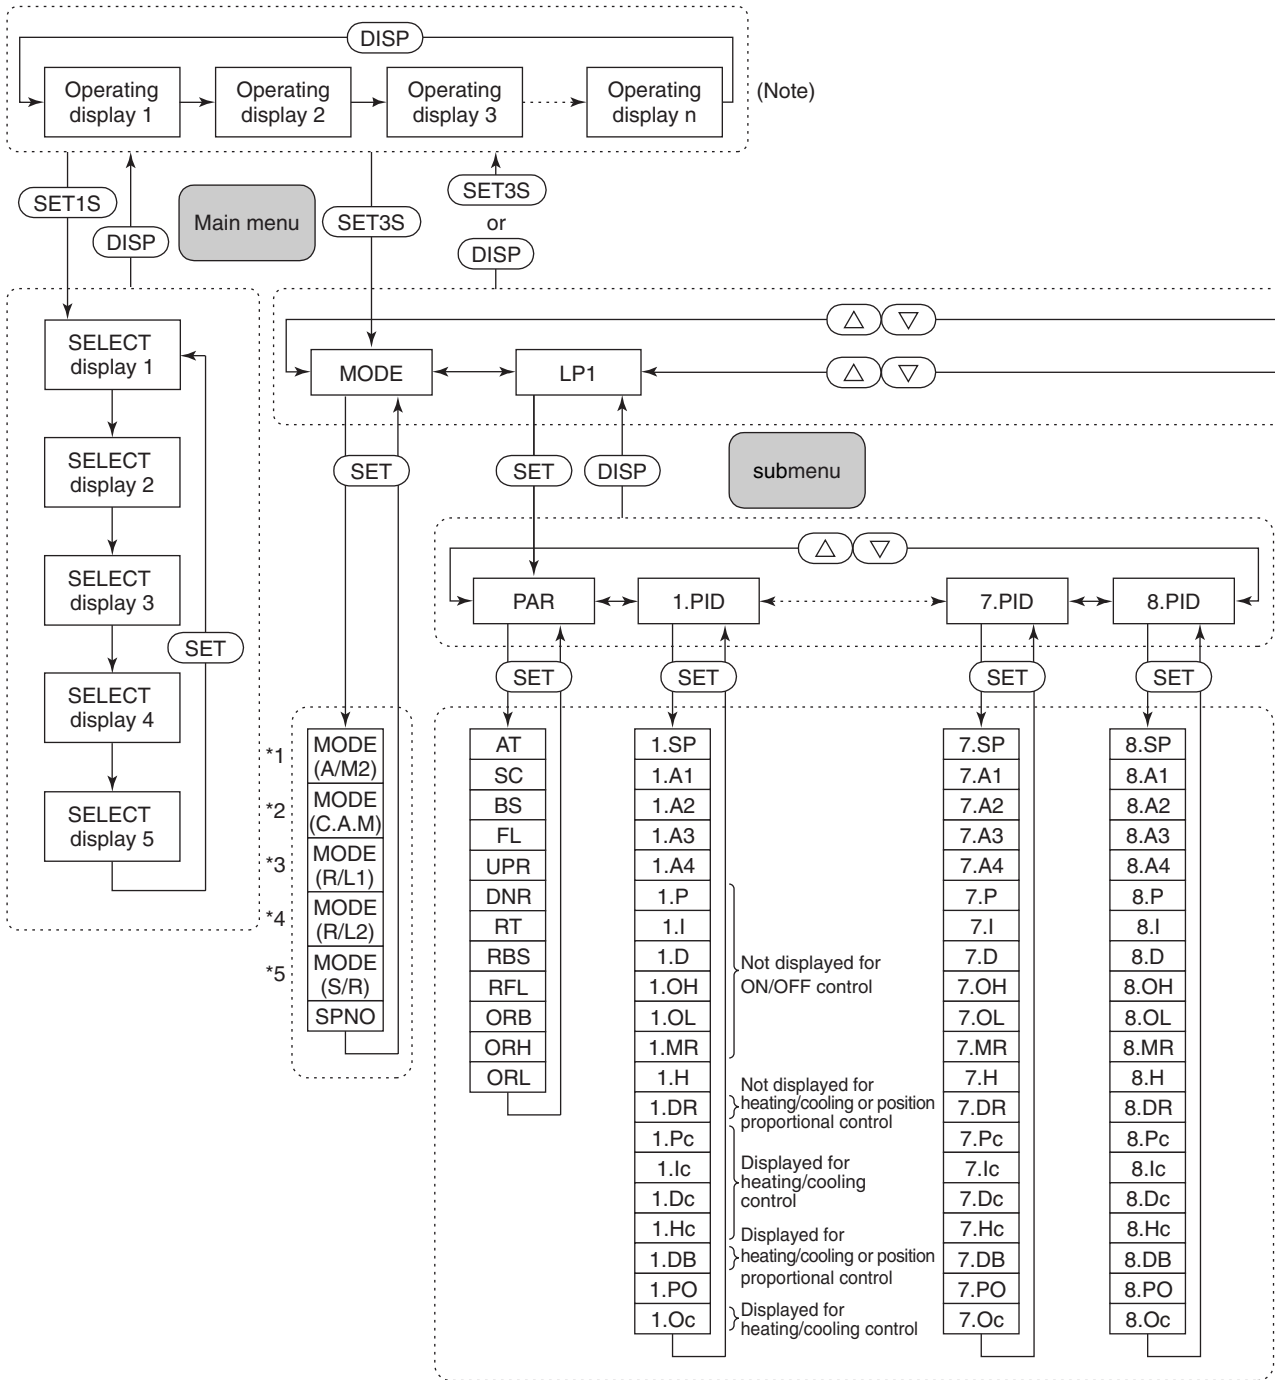 DISP
Operating
display 1
Operating
display 2
Operating
display 3
Operating
display n
(Note)
SET1S
DISP
Main menu
SET3S
SET3S
or
DISP
SELECT
display 1
SELECT
display 2
SELECT
display 3
SELECT
display 4
SELECT
display 5
SET
△ ▽
MODE
LP1
△ ▽
SET
SET
DISP
submenu
△ ▽
PAR
1.PID
7.PID
8.PID
SET
SET
SET
SET
*1
MODE
(A/M2)
*2
MODE
(C.A.M)
*3
MODE
(R/L1)
*4
MODE
(R/L2)
*5
MODE
(S/R)
SPNO
AT
SC
BS
FL
UPR
DNR
RT
RBS
RFL
ORB
ORH
ORL
1.SP
1.A1
1.A2
1.A3
1.A4
1.P
1.I
1.D
1.OH
1.OL
1.MR
1.H
1.DR
1.Pc
1.Ic
1.Dc
1.Hc
1.DB
1.PO
1.Oc
Not displayed for
ON/OFF control
Not displayed for
heating/cooling or position
proportional control
Displayed for
heating/cooling
control
Displayed for
heating/cooling or position
proportional control
Displayed for
heating/cooling control
7.SP
7.A1
7.A2
7.A3
7.A4
7.P
7.I
7.D
7.OH
7.OL
7.MR
7.H
7.DR
7.Pc
7.Ic
7.Dc
7.Hc
7.DB
7.PO
7.Oc
8.SP
8.A1
8.A2
8.A3
8.A4
8.P
8.I
8.D
8.OH
8.OL
8.MR
8.H
8.DR
8.Pc
8.Ic
8.Dc
8.Hc
8.DB
8.PO
8.Oc